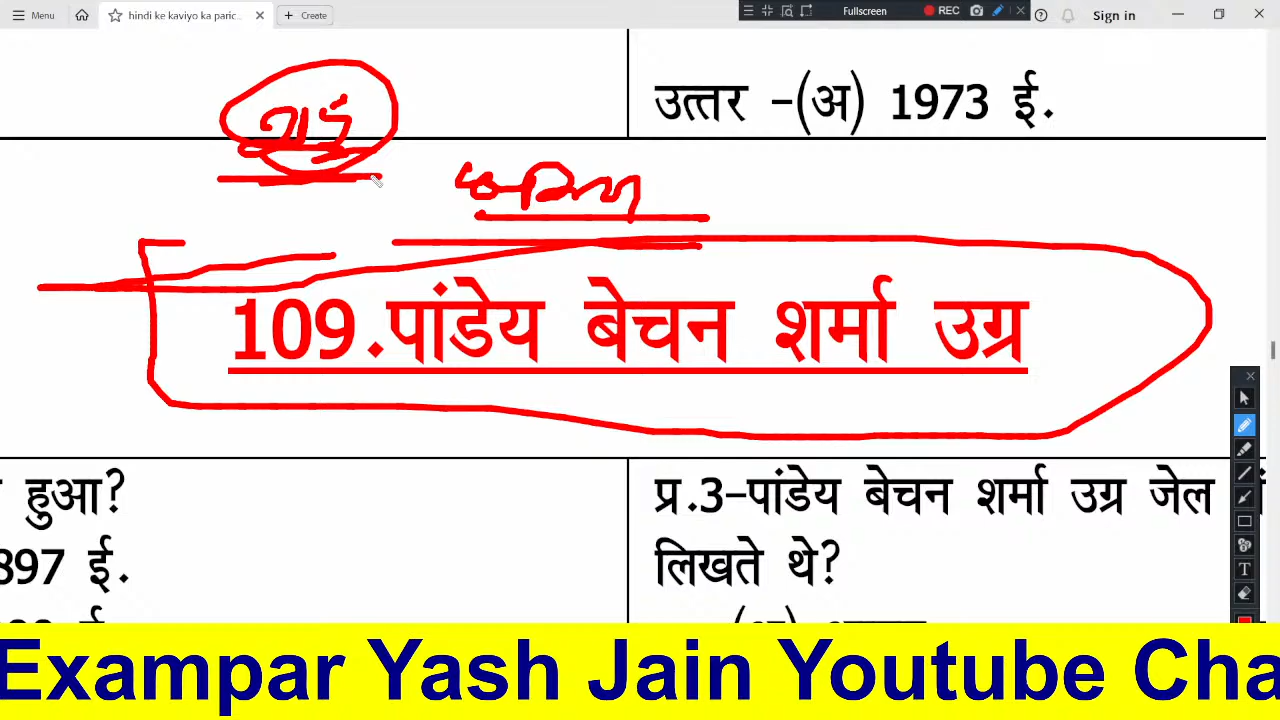 Menu
hindi ke kaviyo ka paric...
Create
Fullscreen
REC
Sign in
उत्तर -(अ) 1973 ई.
109.पांडेय बेचन शर्मा उग्र
हुआ?
897 ई.
प्र.3-पांडेय बेचन शर्मा उग्र जेल
लिखते थे?
Exampar Yash Jain Youtube Cha